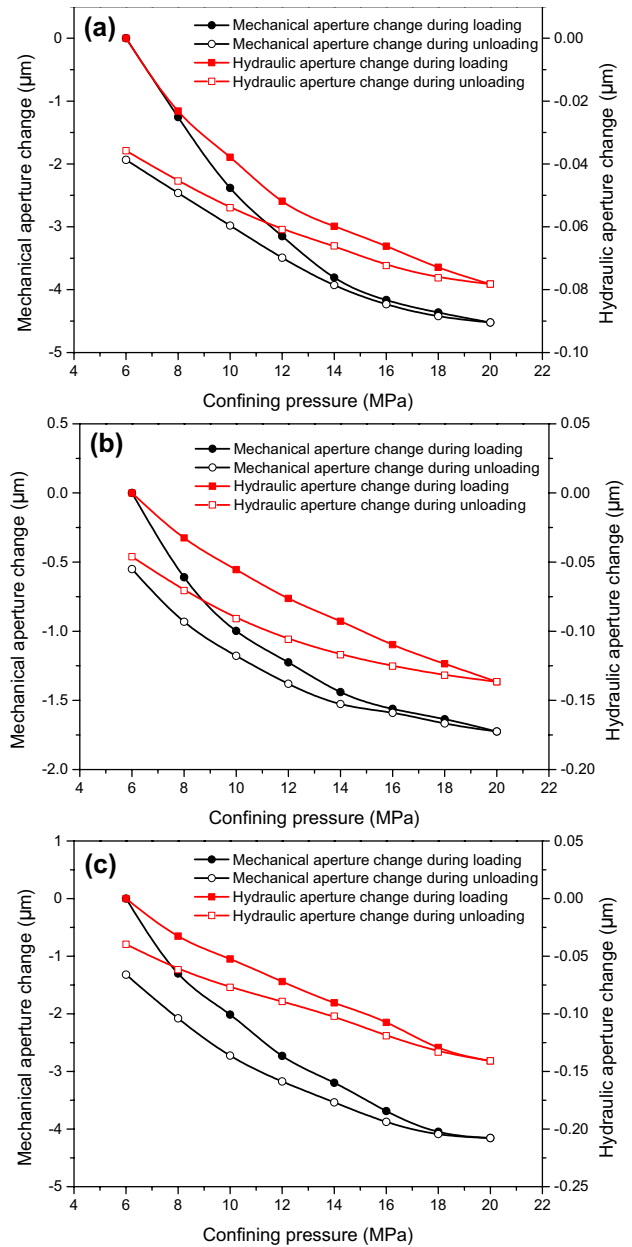 (a)
Mechanical aperture change during loading
Mechanical aperture change during unloading
Hydraulic aperture change during loading
Hydraulic aperture change during unloading
0
-1
-2
-3
-4
-5
Mechanical aperture change (μm)
0.00
-0.02
-0.04
-0.06
-0.08
-0.10
Hydraulic aperture change (μm)
4 6 8 10 12 14 16 18 20 22
Confining pressure (MPa)
(b)
Mechanical aperture change during loading
Mechanical aperture change during unloading
Hydraulic aperture change during loading
Hydraulic aperture change during unloading
0.5
0.0
-0.5
-1.0
-1.5
-2.0
Mechanical aperture change (μm)
0.05
0.00
-0.05
-0.10
-0.15
-0.20
Hydraulic aperture change (μm)
4 6 8 10 12 14 16 18 20 22
Confining pressure (MPa)
(c)
Mechanical aperture change during loading
Mechanical aperture change during unloading
Hydraulic aperture change during loading
Hydraulic aperture change during unloading
1
0
-1
-2
-3
-4
-5
Mechanical aperture change (μm)
0.05
0.00
-0.05
-0.10
-0.15
-0.20
-0.25
Hydraulic aperture change (μm)
4 6 8 10 12 14 16 18 20 22
Confining pressure (MPa)